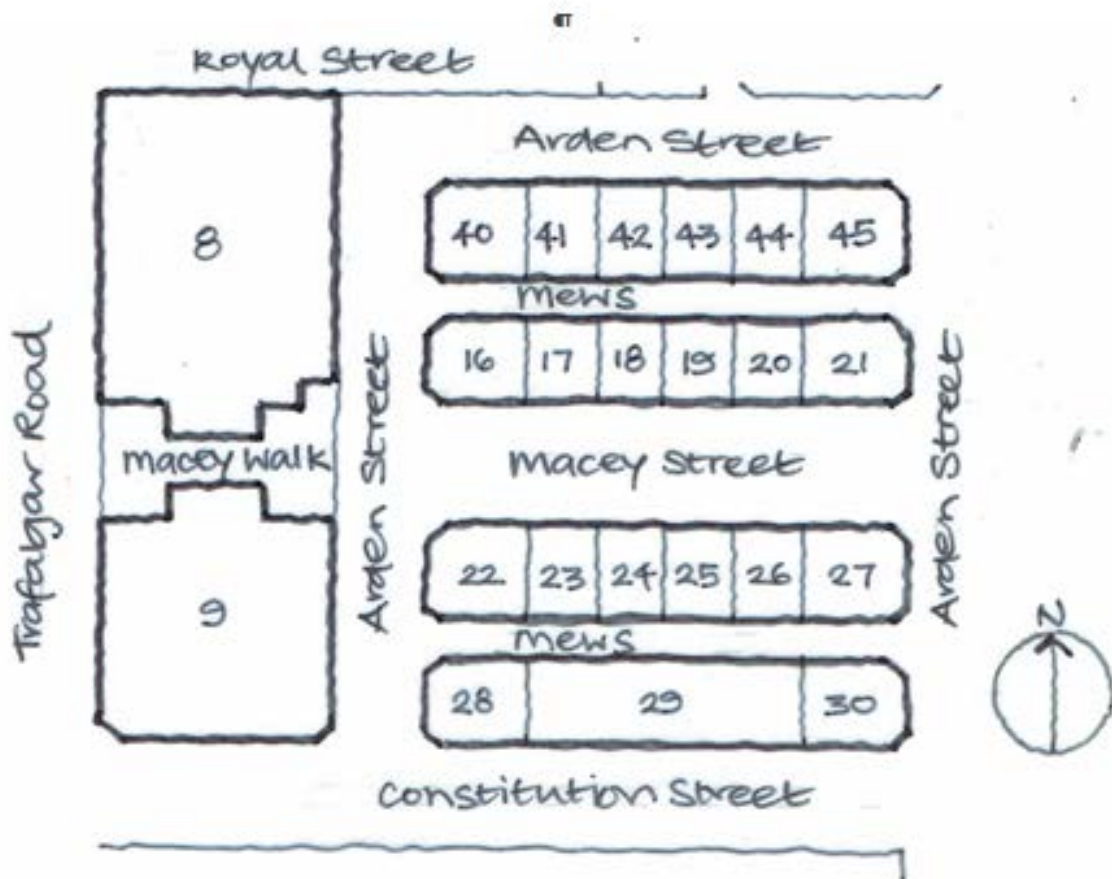 Royal Street
Arden Street
8
40 41 42 43 44 45
mews
16 17 18 19 20 21
Trafabgar Road
Macey Walk
Arden Street
Macey Street
Arden Street
22 23 24 25 26 27
9
mews
28 29 30
N
Constitution Street